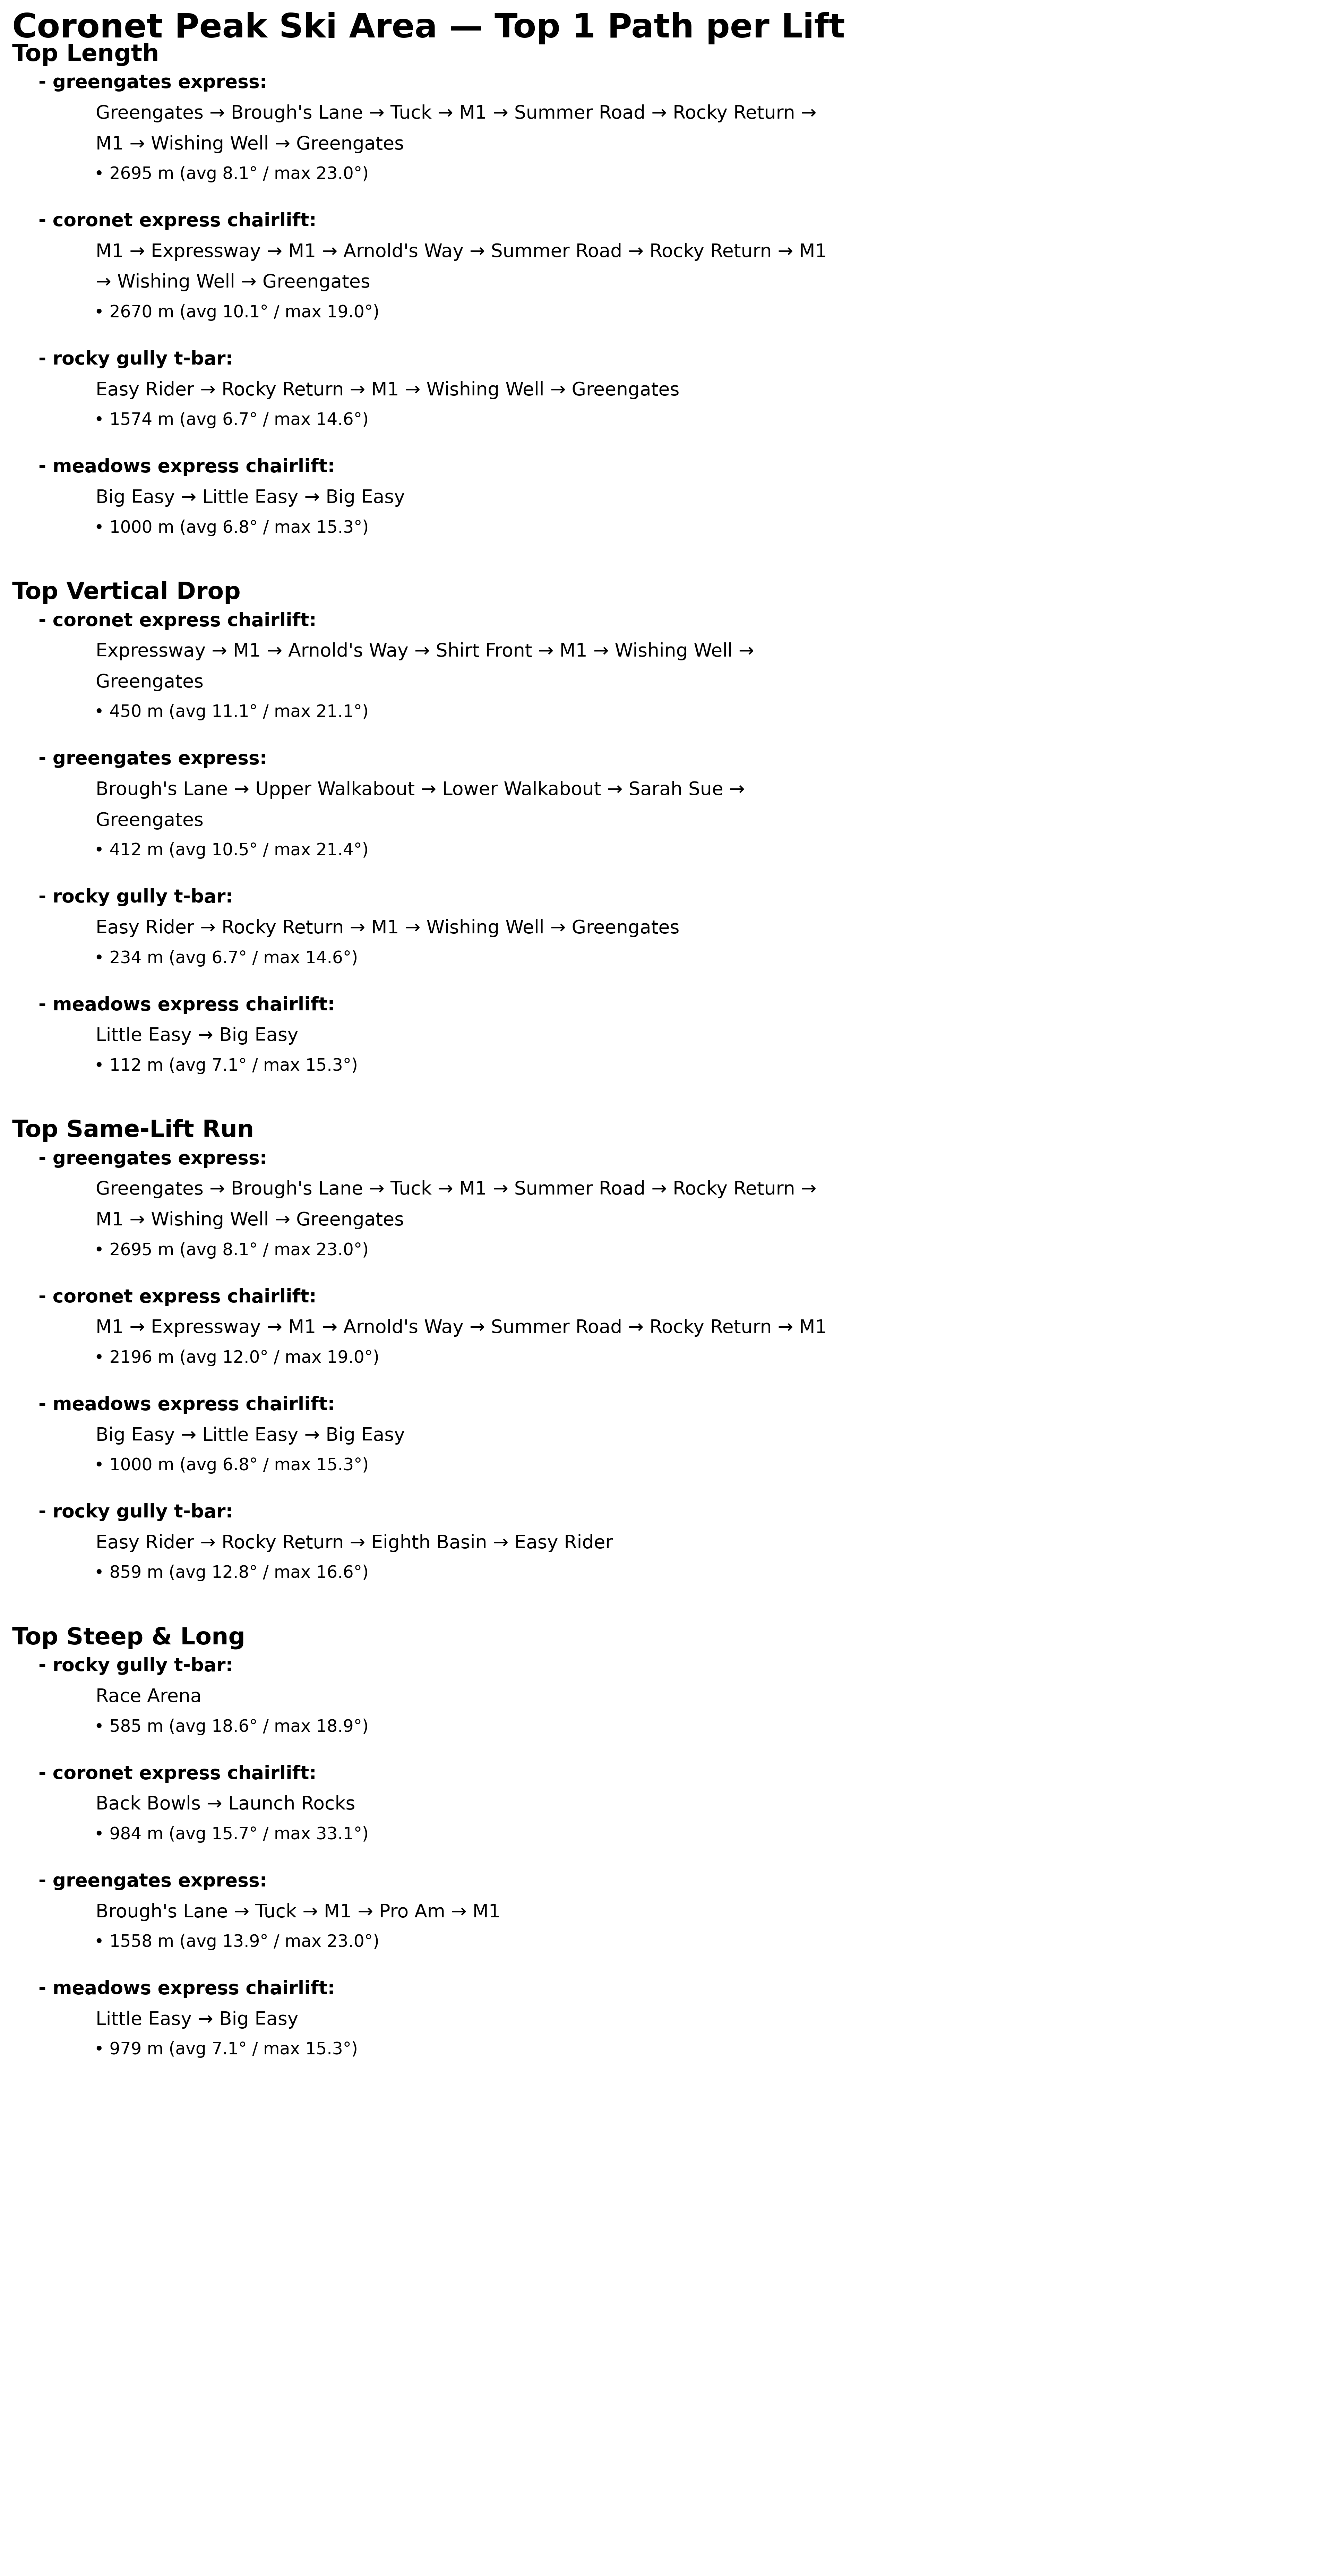 Coronet Peak Ski Area — Top 1 Path per Lift
Top Length
- greengates express:
Greengates → Brough's Lane → Tuck → M1 → Summer Road → Rocky Return →
M1 → Wishing Well → Greengates
• 2695 m (avg 8.1° / max 23.0°)
- coronet express chairlift:
M1 → Expressway → M1 → Arnold's Way → Summer Road → Rocky Return → M1
→ Wishing Well → Greengates
• 2670 m (avg 10.1° / max 19.0°)
- rocky gully t-bar:
Easy Rider → Rocky Return → M1 → Wishing Well → Greengates
• 1574 m (avg 6.7° / max 14.6°)
- meadows express chairlift:
Big Easy → Little Easy → Big Easy
• 1000 m (avg 6.8° / max 15.3°)
Top Vertical Drop
- coronet express chairlift:
Expressway → M1 → Arnold's Way → Shirt Front → M1 → Wishing Well →
Greengates
• 450 m (avg 11.1° / max 21.1°)
- greengates express:
Brough's Lane → Upper Walkabout → Lower Walkabout → Sarah Sue →
Greengates
• 412 m (avg 10.5° / max 21.4°)
- rocky gully t-bar:
Easy Rider → Rocky Return → M1 → Wishing Well → Greengates
• 234 m (avg 6.7° / max 14.6°)
- meadows express chairlift:
Little Easy → Big Easy
• 112 m (avg 7.1° / max 15.3°)
Top Same-Lift Run
- greengates express:
Greengates → Brough's Lane → Tuck → M1 → Summer Road → Rocky Return →
M1 → Wishing Well → Greengates
• 2695 m (avg 8.1° / max 23.0°)
- coronet express chairlift:
M1 → Expressway → M1 → Arnold's Way → Summer Road → Rocky Return → M1
• 2196 m (avg 12.0° / max 19.0°)
- meadows express chairlift:
Big Easy → Little Easy → Big Easy
• 1000 m (avg 6.8° / max 15.3°)
- rocky gully t-bar:
Easy Rider → Rocky Return → Eighth Basin → Easy Rider
• 859 m (avg 12.8° / max 16.6°)
Top Steep & Long
- rocky gully t-bar:
Race Arena
• 585 m (avg 18.6° / max 18.9°)
- coronet express chairlift:
Back Bowls → Launch Rocks
• 984 m (avg 15.7° / max 33.1°)
- greengates express:
Brough's Lane → Tuck → M1 → Pro Am → M1
• 1558 m (avg 13.9° / max 23.0°)
- meadows express chairlift:
Little Easy → Big Easy
• 979 m (avg 7.1° / max 15.3°)